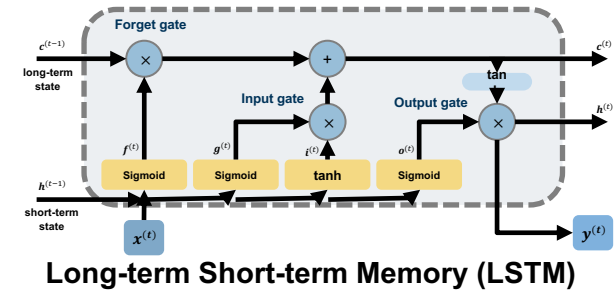 Forget gate
c^(t−1)
c^(t)
×
+
long-term
state
tan
Input gate
Output gate
h^(t)
×
×
f^(t)
g^(t)
i^(t)
o^(t)
Sigmoid
Sigmoid
tanh
Sigmoid
h^(t−1)
short-term
state
x^(t)
y^(t)
Long-term Short-term Memory (LSTM)